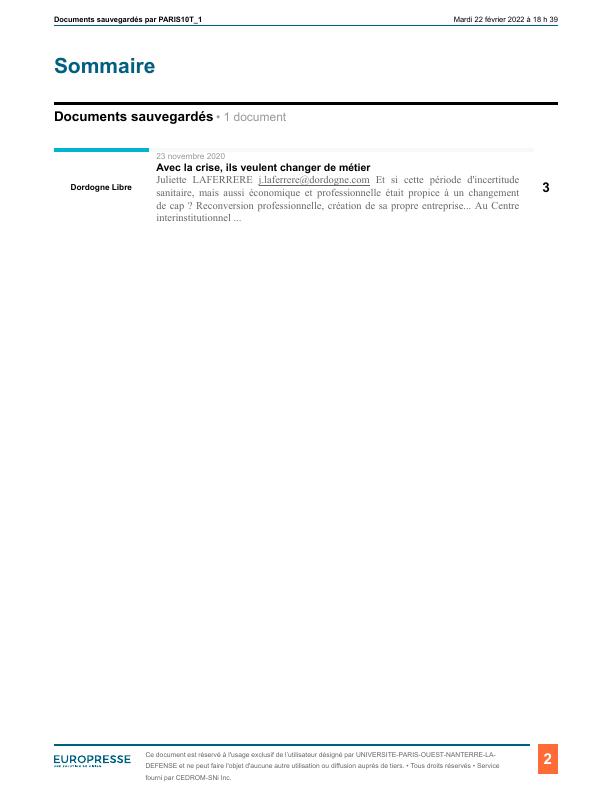 Documents sauvegardés par PARIS10T_1
Mardi 22 février 2022 à 18 h 39
Sommaire
Documents sauvegardés • 1 document
23 novembre 2020
Avec la crise, ils veulent changer de métier
Dordogne Libre
Juliette LAFERRERE j.laferrere@dordogne.com Et si cette période d'incertitude
sanitaire, mais aussi économique et professionnelle était propice à un changement
de cap ? Reconversion professionnelle, création de sa propre entreprise... Au Centre
interinstitutionnel ...
3
EUROPRESSE
Ce document est réservé à l'usage exclusif de l'utilisateur désigné par UNIVERSITE-PARIS-OUEST-NANTERRE-LA-
DEFENSE et ne peut faire l'objet d'aucune autre utilisation ou diffusion auprès de tiers. • Tous droits réservés • Service
fourni par CEDROM-SNi Inc.
2